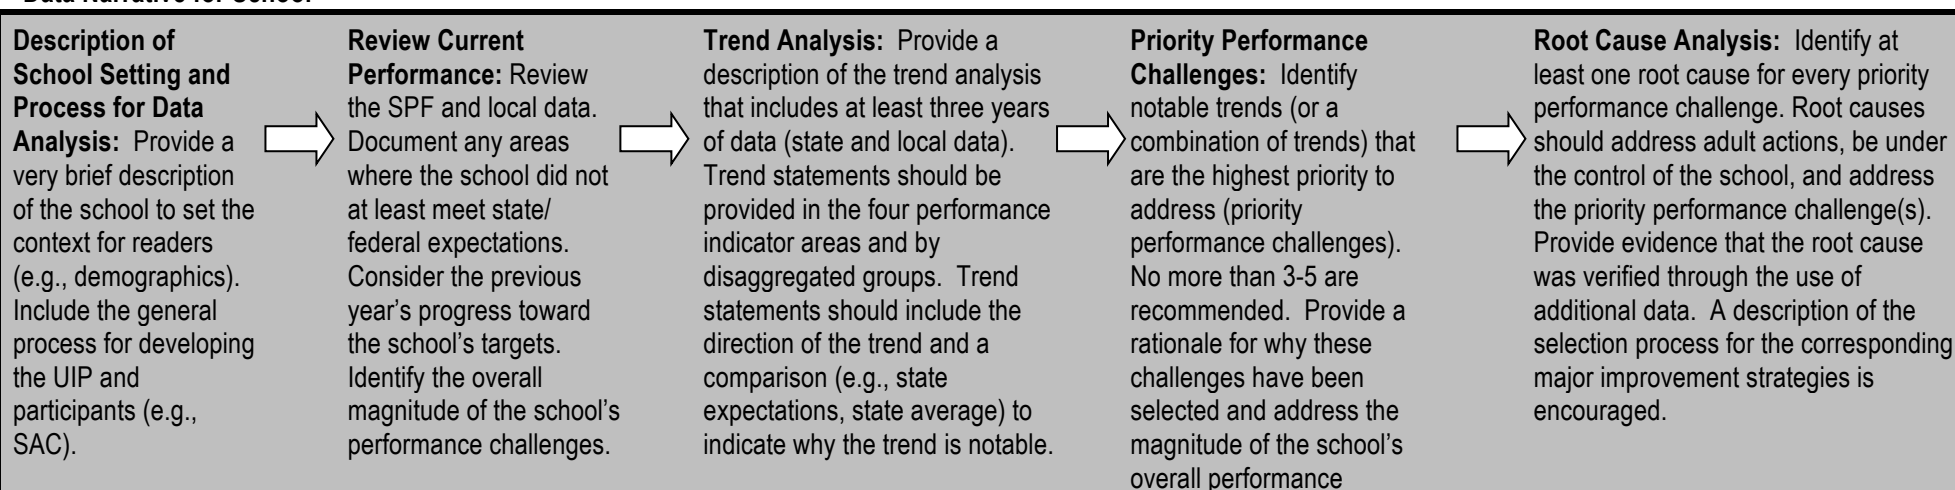 Data Narrative for School
Description of
School Setting and
Process for Data
Analysis: Provide a
very brief description
of the school to set the
context for readers
(e.g., demographics).
Include the general
process for developing
the UIP and
participants (e.g.,
SAC).
Review Current
Performance: Review
the SPF and local data.
Document any areas
where the school did not
at least meet state/
federal expectations.
Consider the previous
year's progress toward
the school's targets.
Identify the overall
magnitude of the school's
performance challenges.
Trend Analysis: Provide a
description of the trend analysis
that includes at least three years
of data (state and local data).
Trend statements should be
provided in the four performance
indicator areas and by
disaggregated groups. Trend
statements should include the
direction of the trend and a
comparison (e.g., state
expectations, state average) to
indicate why the trend is notable.
Priority Performance
Challenges: Identify
notable trends (or a
combination of trends) that
are the highest priority to
address (priority
performance challenges).
No more than 3-5 are
recommended. Provide a
rationale for why these
challenges have been
selected and address the
magnitude of the school's
overall performance
Root Cause Analysis: Identify at
least one root cause for every priority
performance challenge. Root causes
should address adult actions, be under
the control of the school, and address
the priority performance challenge(s).
Provide evidence that the root cause
was verified through the use of
additional data. A description of the
selection process for the corresponding
major improvement strategies is
encouraged.